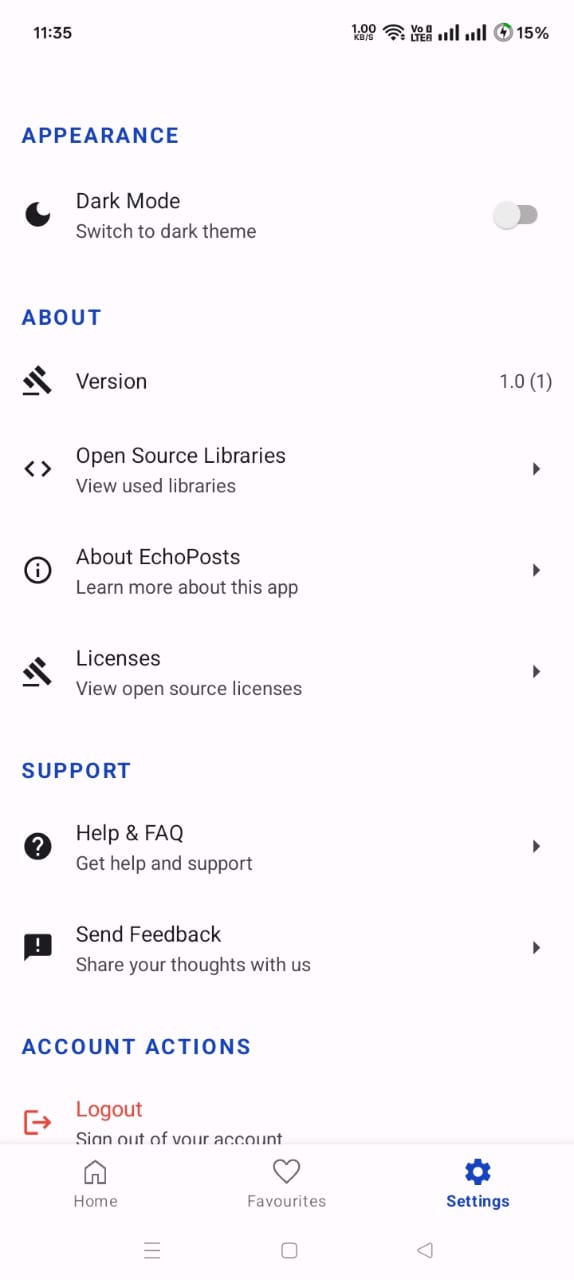 11:35
1.00
KB/S
Vo
LTE
15%
APPEARANCE
Dark Mode
Switch to dark theme
ABOUT
Version
1.0 (1)
Open Source Libraries
View used libraries
About EchoPosts
Learn more about this app
Licenses
View open source licenses
SUPPORT
Help & FAQ
Get help and support
Send Feedback
Share your thoughts with us
ACCOUNT ACTIONS
Logout
Sign out of your account
Home
Favourites
Settings